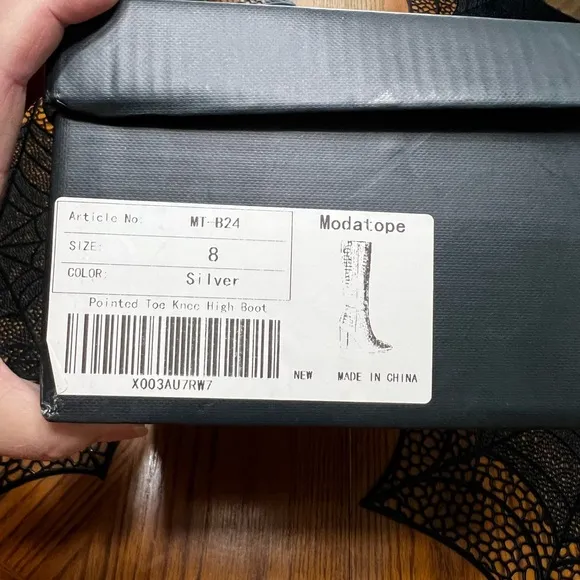 Article No: MT-B24
SIZE: 8
COLOR: Silver
Modatope
Pointed Toe Knee High Boot
X003AU7RW7
NEW MADE IN CHINA